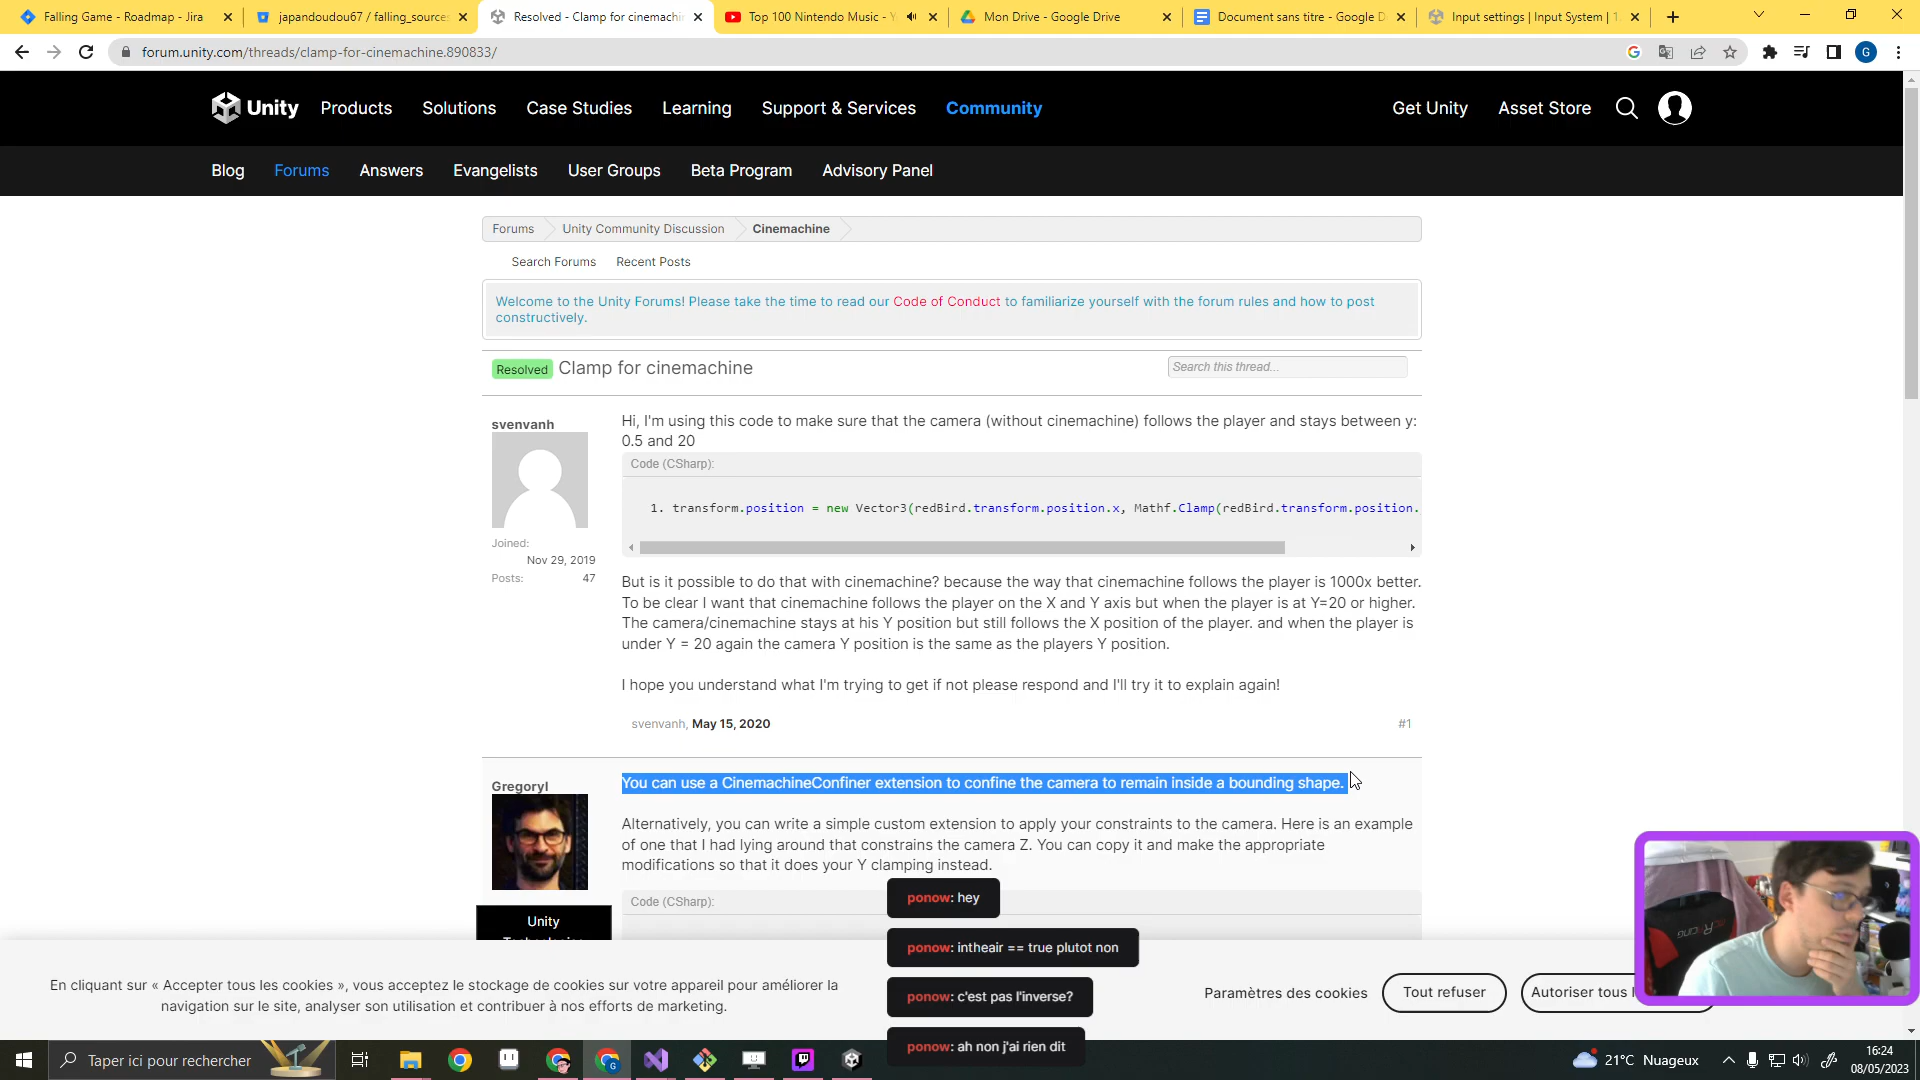 Falling Game - Roadmap - Jira
japandoudou67 / falling_source
Resolved - Clamp for cinemachin
Top 100 Nintendo Music - Y
Mon Drive - Google Drive
Document sans titre - Google D
Input settings | Input System | 1.
forum.unity.com/threads/clamp-for-cinemachine.890833/
G
Unity
Products
Solutions
Case Studies
Learning
Support & Services
Community
Get Unity
Asset Store
Blog
Forums
Answers
Evangelists
User Groups
Beta Program
Advisory Panel
Forums
Unity Community Discussion
Cinemachine
Search Forums
Recent Posts
Welcome to the Unity Forums! Please take the time to read our Code of Conduct to familiarize yourself with the forum rules and how to post
constructively.
Resolved
Clamp for cinemachine
Search this thread...
svenvanh
Joined:
Nov 29, 2019
Posts:
47
Hi, I'm using this code to make sure that the camera (without cinemachine) follows the player and stays between y:
0.5 and 20
Code (CSharp):
1. transform.position = new Vector3(redBird.transform.position.x, Mathf.Clamp(redBird.transform.position.
But is it possible to do that with cinemachine? because the way that cinemachine follows the player is 1000x better.
To be clear I want that cinemachine follows the player on the X and Y axis but when the player is at Y=20 or higher.
The camera/cinemachine stays at his Y position but still follows the X position of the player. and when the player is
under Y = 20 again the camera Y position is the same as the players Y position.
I hope you understand what I'm trying to get if not please respond and I'll try it to explain again!
svenvanh, May 15, 2020
#1
Gregoryl
Unity
You can use a CinemachineConfiner extension to confine the camera to remain inside a bounding shape.
Alternatively, you can write a simple custom extension to apply your constraints to the camera. Here is an example
of one that I had lying around that constrains the camera Z. You can copy it and make the appropriate
modifications so that it does your Y clamping instead.
Code (CSharp):
ponow: hey
ponow: intheair == true plutot non
ponow: c'est pas l'inverse?
ponow: ah non j'ai rien dit
En cliquant sur « Accepter tous les cookies », vous acceptez le stockage de cookies sur votre appareil pour améliorer la
navigation sur le site, analyser son utilisation et contribuer à nos efforts de marketing.
Paramètres des cookies
Tout refuser
Autoriser tous
Taper ici pour rechercher
21°C Nuageux
16:24
08/05/2023